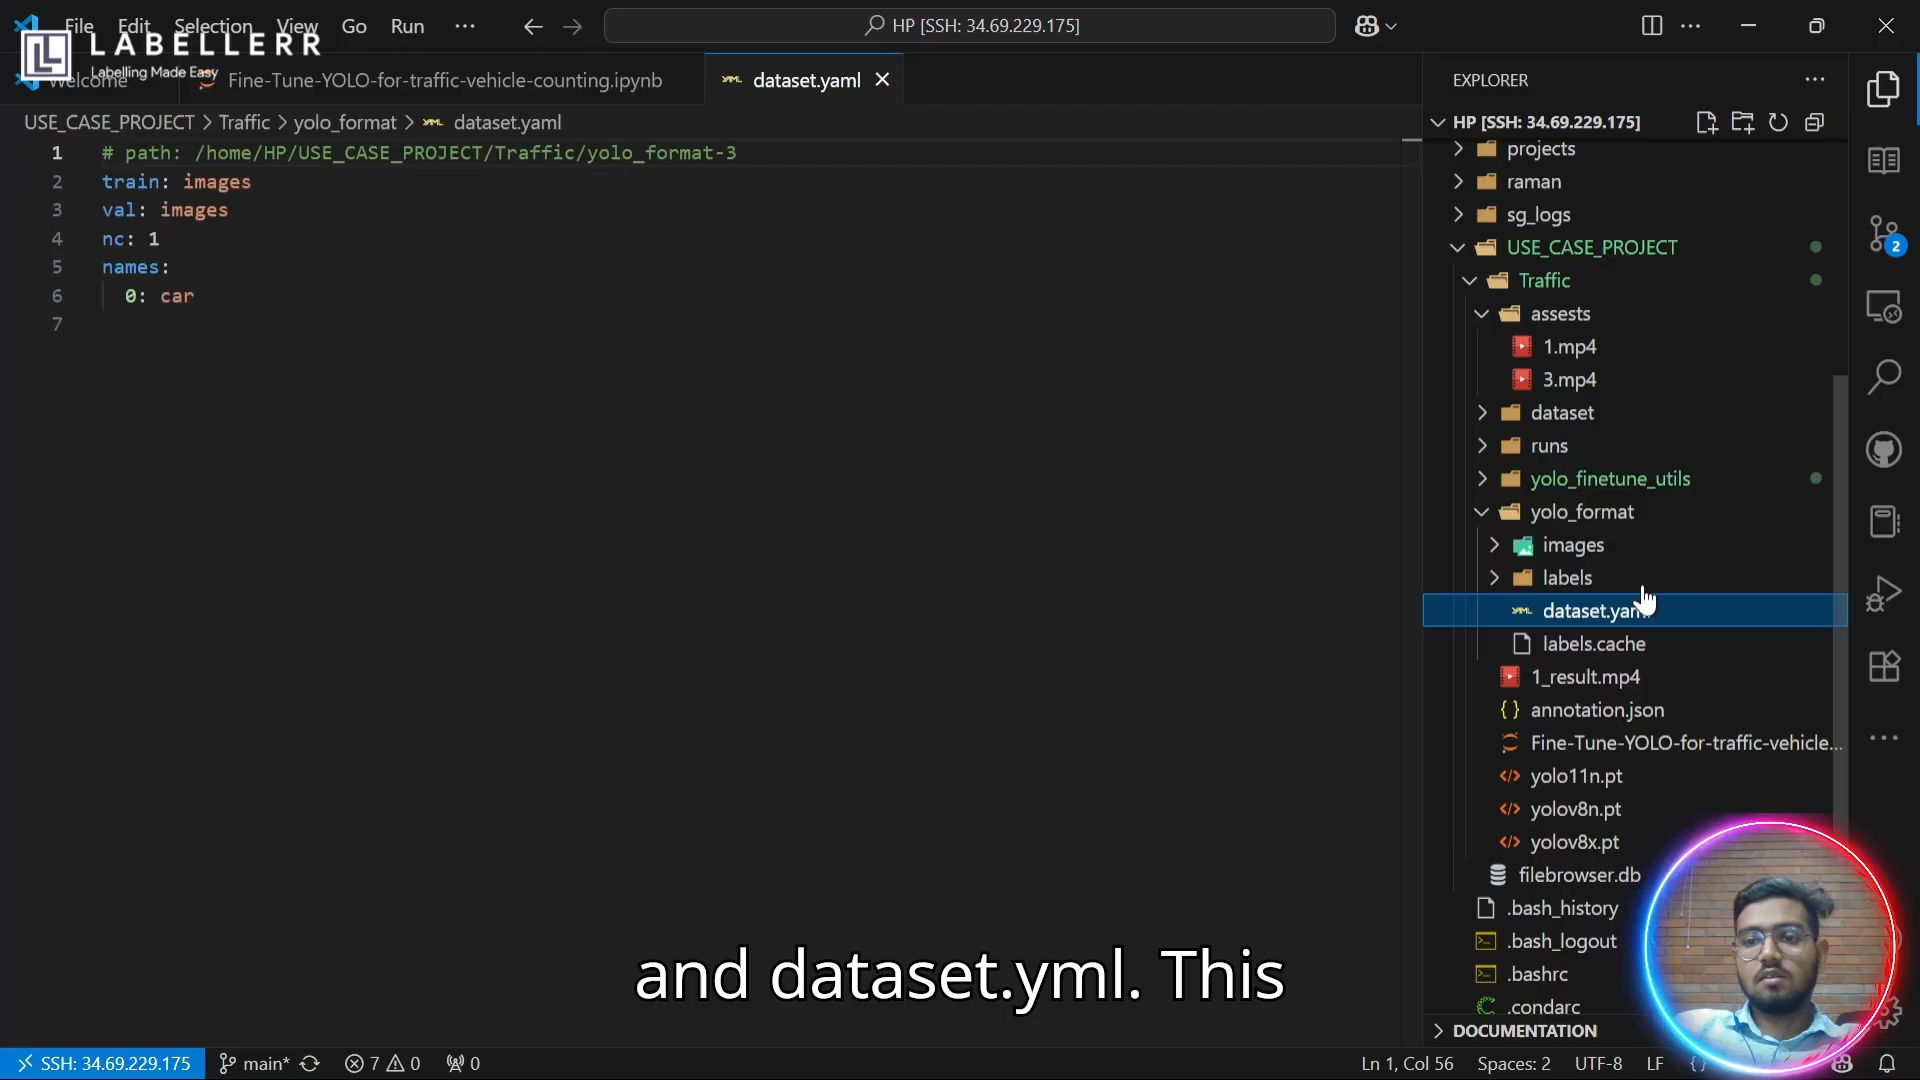 File Edit Selection View Go Run ···
HP [SSH: 34.69.229.175]
LABELLERR
Labelling Made Easy
Welcome
Fine-Tune-YOLO-for-traffic-vehicle-counting.ipynb
dataset.yaml
USE_CASE_PROJECT > Traffic > yolo_format > dataset.yaml
1 # path: /home/HP/USE_CASE_PROJECT/Traffic/yolo_format-3
2 train: images
3 val: images
4 nc: 1
5 names:
6 0: car
7
EXPLORER
HP [SSH: 34.69.229.175]
projects
raman
sg_logs
USE_CASE_PROJECT
Traffic
assests
1.mp4
3.mp4
dataset
runs
yolo_finetune_utils
yolo_format
images
labels
dataset.yaml
labels.cache
1_result.mp4
annotation.json
Fine-Tune-YOLO-for-traffic-vehicle...
yolo11n.pt
yolov8n.pt
yolov8x.pt
filebrowser.db
.bash_history
.bash_logout
.bashrc
.condarc
DOCUMENTATION
2
and dataset.yml. This
SSH: 34.69.229.175 main* 7 0 0
Ln 1, Col 56 Spaces: 2 UTF-8 LF